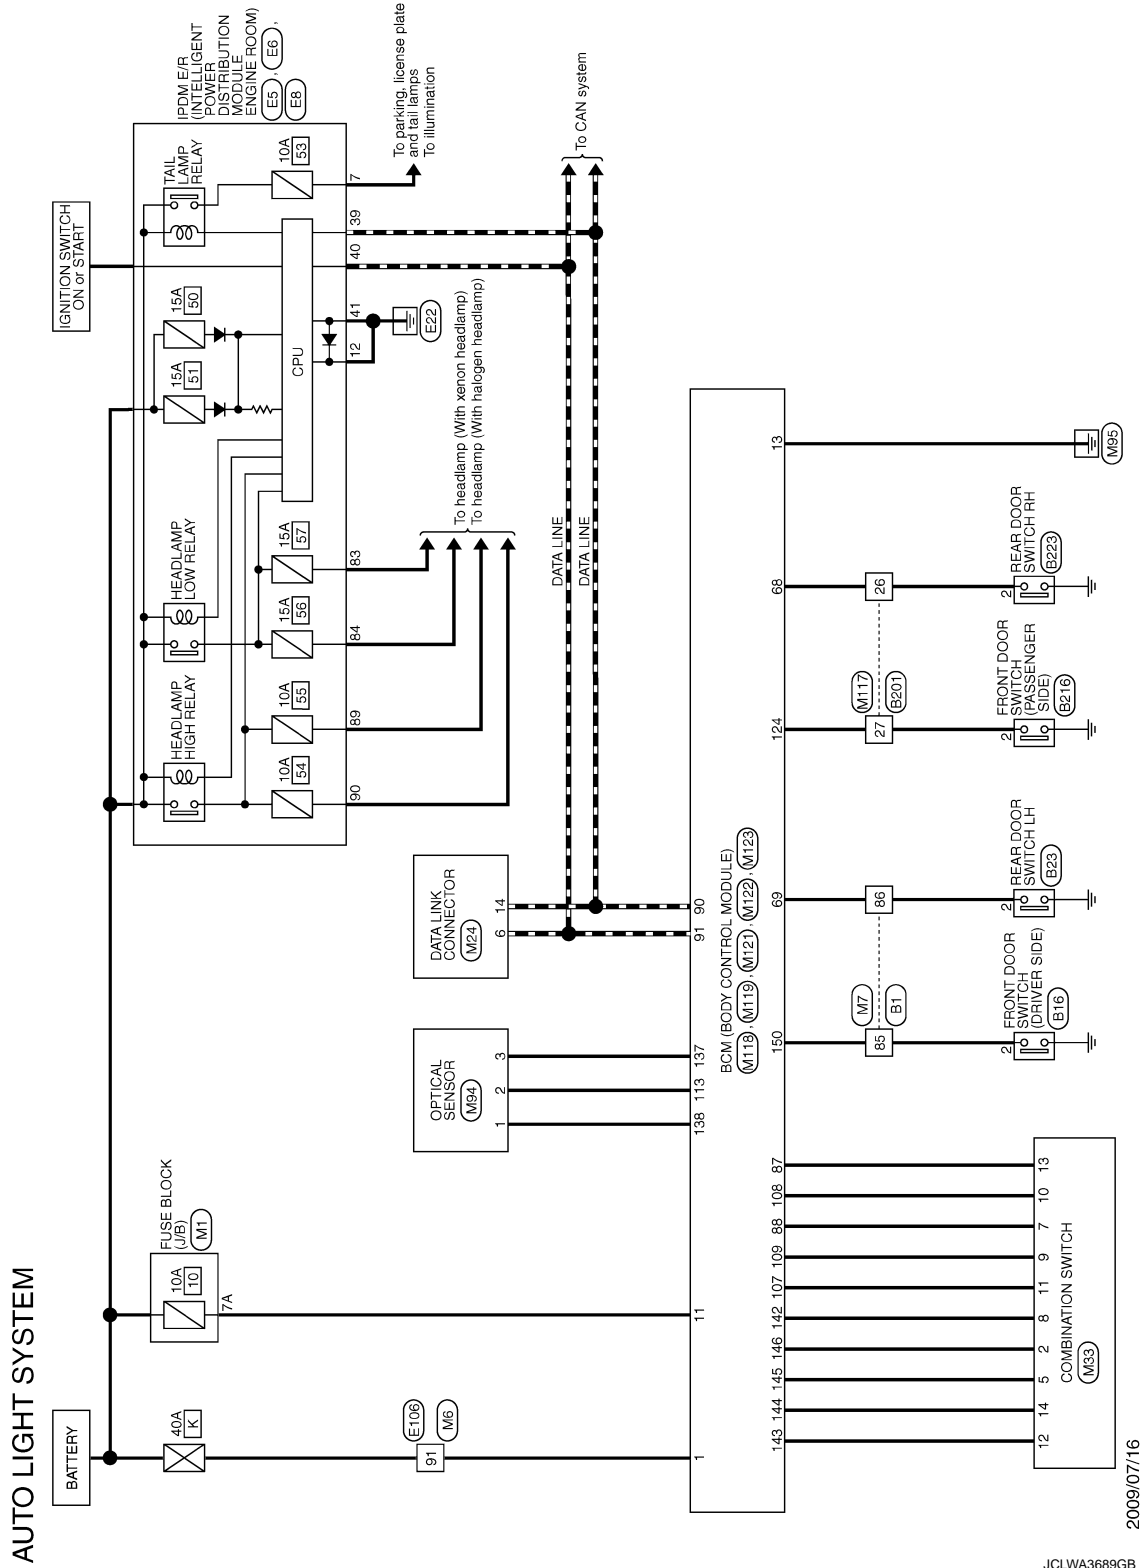 AUTO LIGHT SYSTEM
BATTERY
40A
K
E106
91
M6
1
FUSE BLOCK
(J/B)
M1
10A
10
7A
11
IGNITION SWITCH
ON or START
IPDM E/R
(INTELLIGENT
POWER
DISTRIBUTION
MODULE
ENGINE ROOM)
E5 , E6 ,
E8
HEADLAMP
HIGH RELAY
HEADLAMP
LOW RELAY
15A
51
15A
50
TAIL
LAMP
RELAY
CPU
10A
54
10A
55
15A
56
15A
57
10A
53
90
89
84
83
12
41
40
39
7
E22
To headlamp (With xenon headlamp)
To headlamp (With halogen headlamp)
To parking, license plate
and tail lamps
To illumination
To CAN system
DATA LINE
DATA LINE
OPTICAL
SENSOR
M94
1
2
3
138
113
137
DATA LINK
CONNECTOR
M24
6
14
91
90
BCM (BODY CONTROL MODULE)
M118 , M119 , M121 , M122 , M123
143
144
145
146
142
107
109
88
108
87
150
69
124
68
13
12
14
5
2
8
11
9
7
10
13
COMBINATION SWITCH
M33
M7
85
B1
86
M117
27
B201
26
2
FRONT DOOR
SWITCH
(DRIVER SIDE)
B16
2
REAR DOOR
SWITCH LH
B23
2
FRONT DOOR
SWITCH
(PASSENGER
SIDE)
B216
2
REAR DOOR
SWITCH RH
B223
M95
2009/07/16
JCLWA3689GB